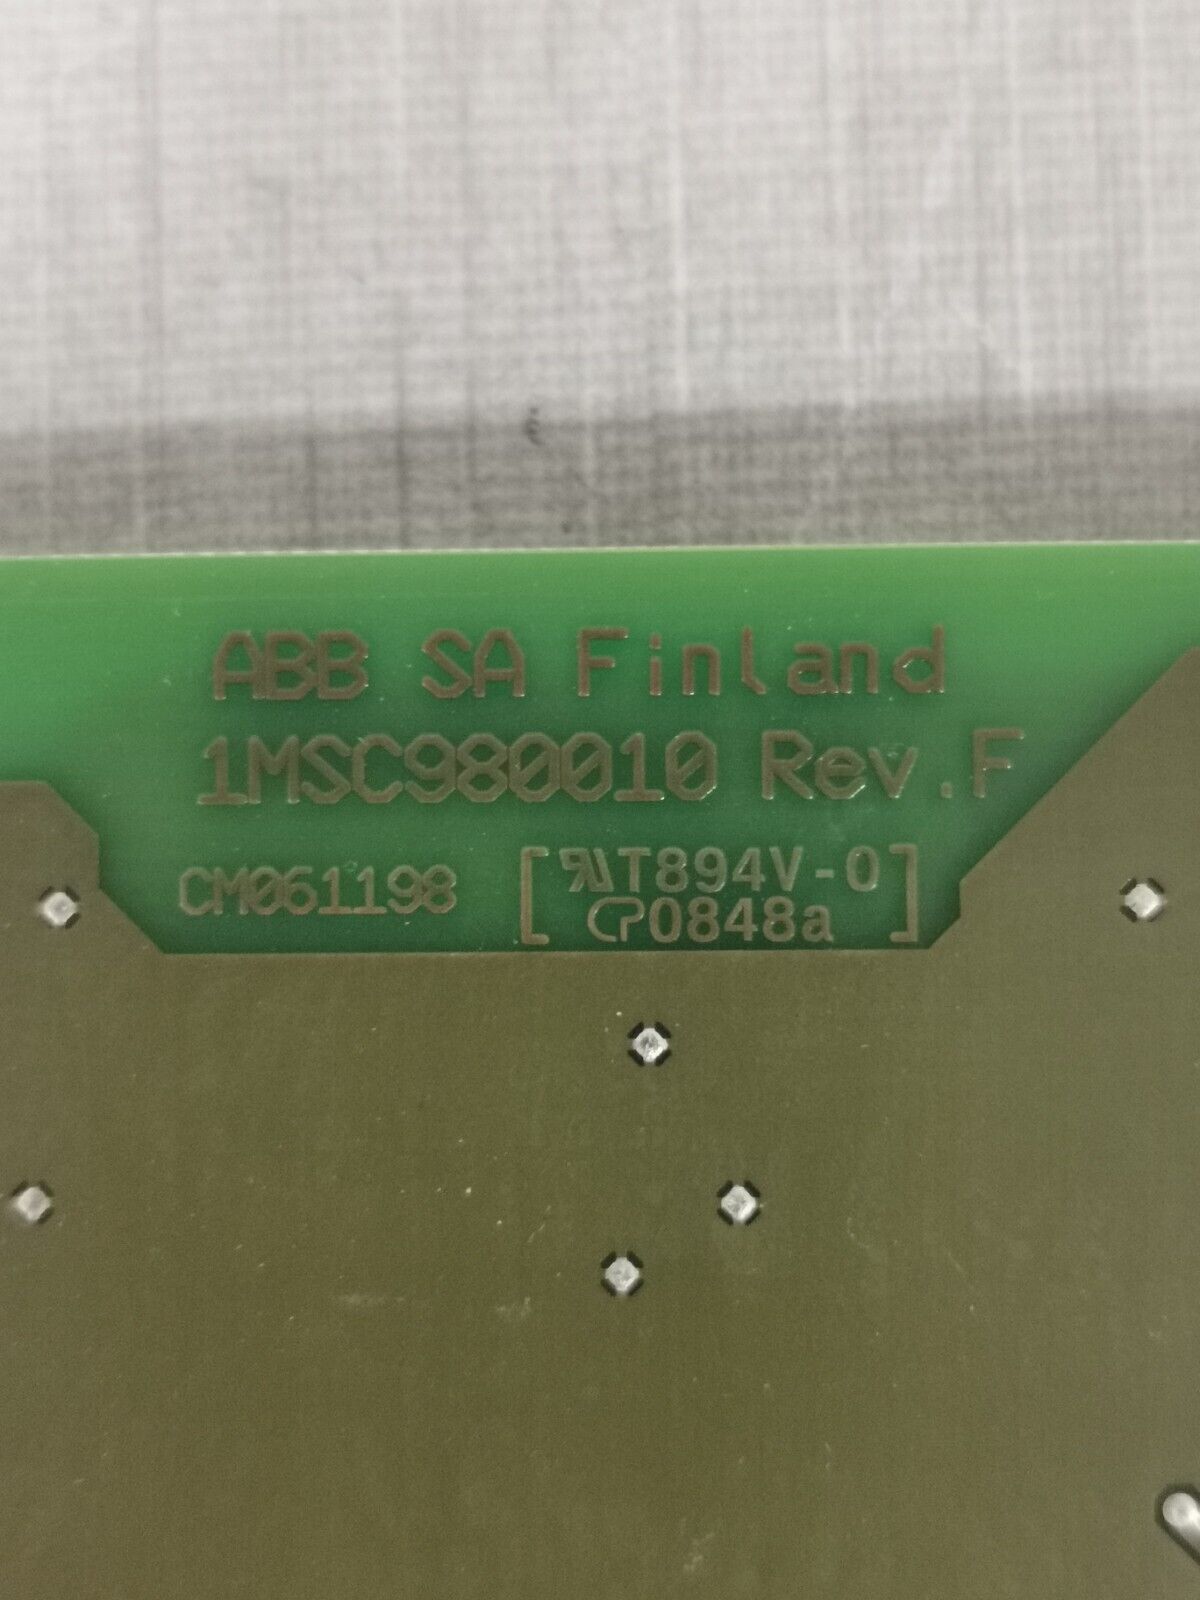 ABB SA Finland
1MSC980010 Rev.F
CM061198
T894V-0
0848a